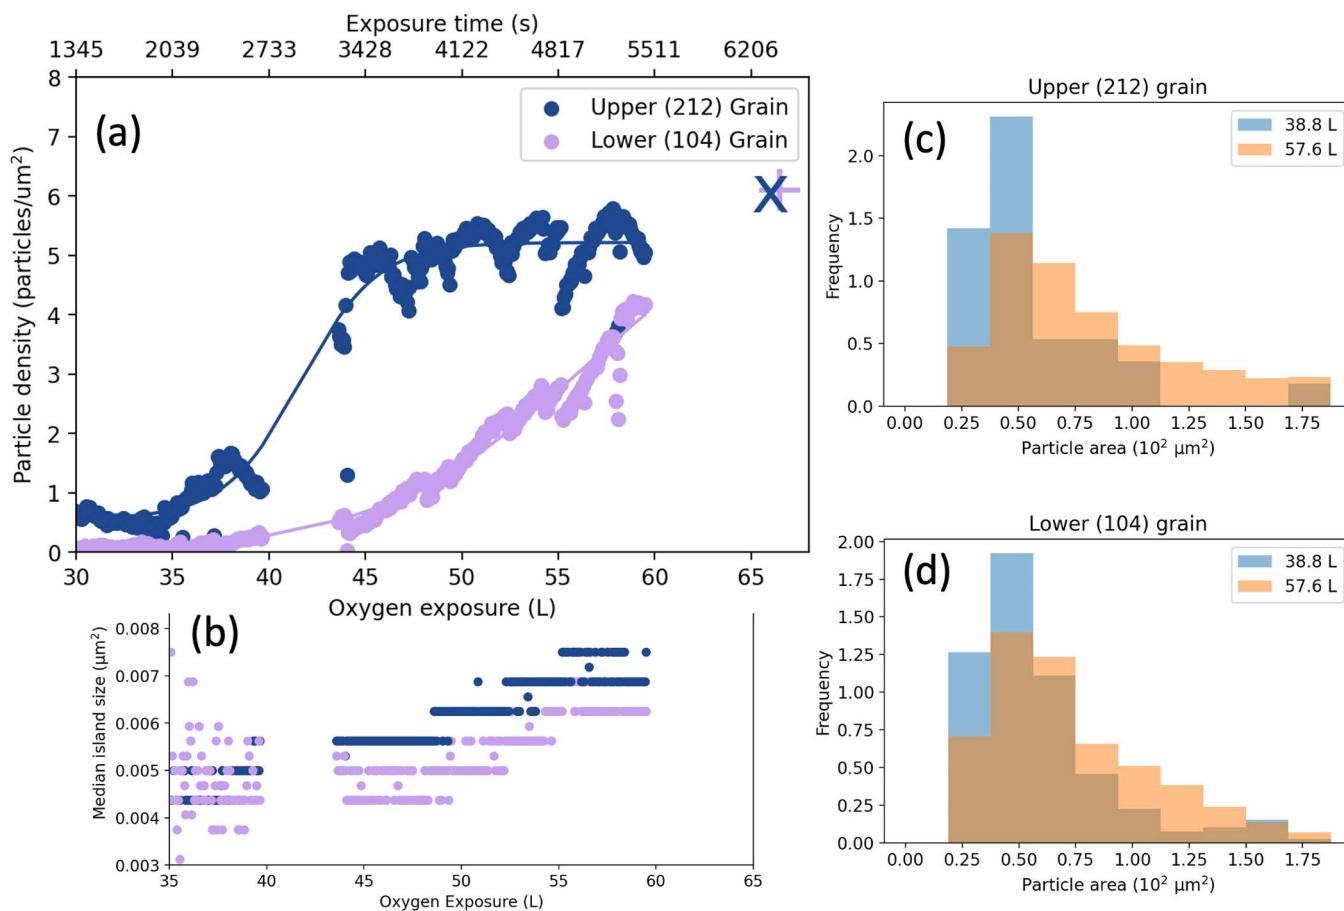 Exposure time (s)
1345 2039 2733 3428 4122 4817 5511 6206
8
7
6
5
4
3
2
1
0
Particle density (particles/um²)
(a)
Upper (212) Grain
Lower (104) Grain
X
30 35 40 45 50 55 60 65
Oxygen exposure (L)
(b)
0.008
0.007
0.006
0.005
0.004
0.003
Median island size (µm²)
35 40 45 50 55 60 65
Oxygen Exposure (L)
Upper (212) grain
(c)
38.8 L
57.6 L
2.0
1.5
1.0
0.5
0.0
Frequency
0.00 0.25 0.50 0.75 1.00 1.25 1.50 1.75
Particle area (10² µm²)
Lower (104) grain
(d)
38.8 L
57.6 L
2.00
1.75
1.50
1.25
1.00
0.75
0.50
0.25
0.00
Frequency
0.00 0.25 0.50 0.75 1.00 1.25 1.50 1.75
Particle area (10² µm²)